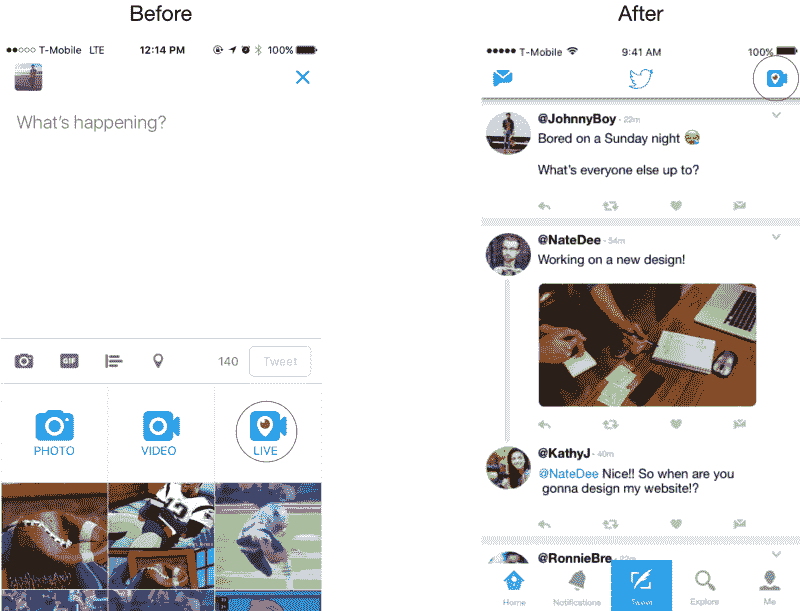 Before
After
T-Mobile LTE
12:14 PM
100%
What's happening?
GIF
140
Tweet
PHOTO
VIDEO
LIVE
T-Mobile
9:41 AM
100%
@JohnnyBoy - 22m
Bored on a Sunday night
What's everyone else up to?
@NateDee - 54m
Working on a new design!
@KathyJ - 40m
@NateDee Nice!! So when are you
gonna design my website!?
@RonnieBre
Home
Notifications
Explore
Me